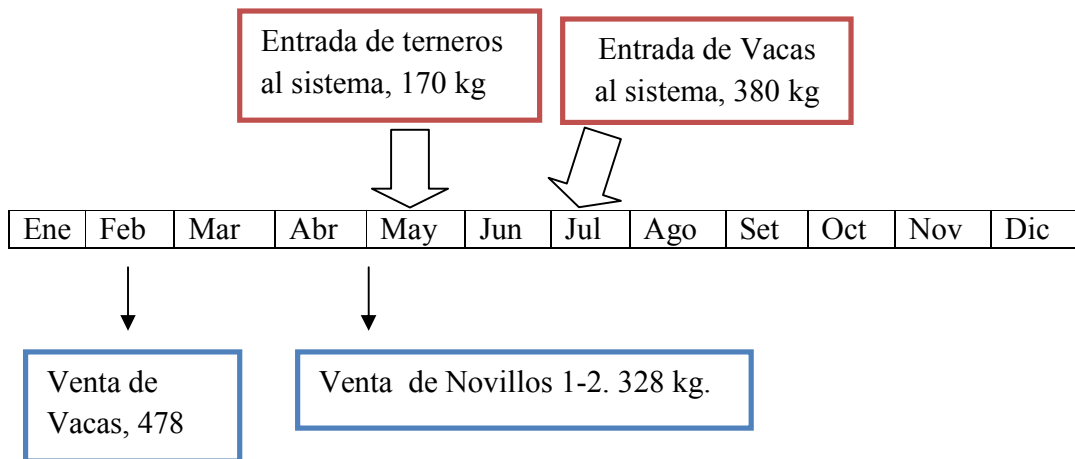 Entrada de terneros
al sistema, 170 kg
Entrada de Vacas
al sistema, 380 kg
Ene Feb Mar Abr May Jun Jul Ago Set Oct Nov Dic
Venta de
Vacas, 478
Venta de Novillos 1-2. 328 kg.